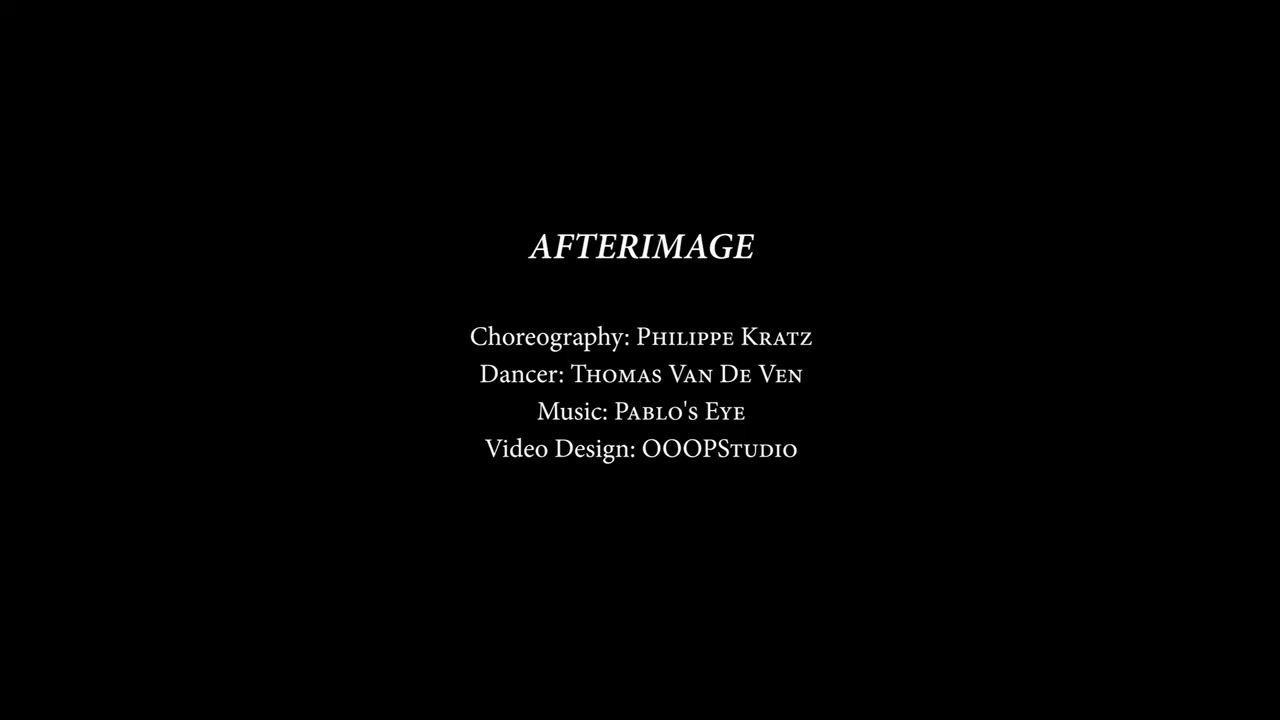 AFTERIMAGE
Choreography: Philippe Kratz
Dancer: Thomas Van De Ven
Music: Pablo's Eye
Video Design: OOOPStudio